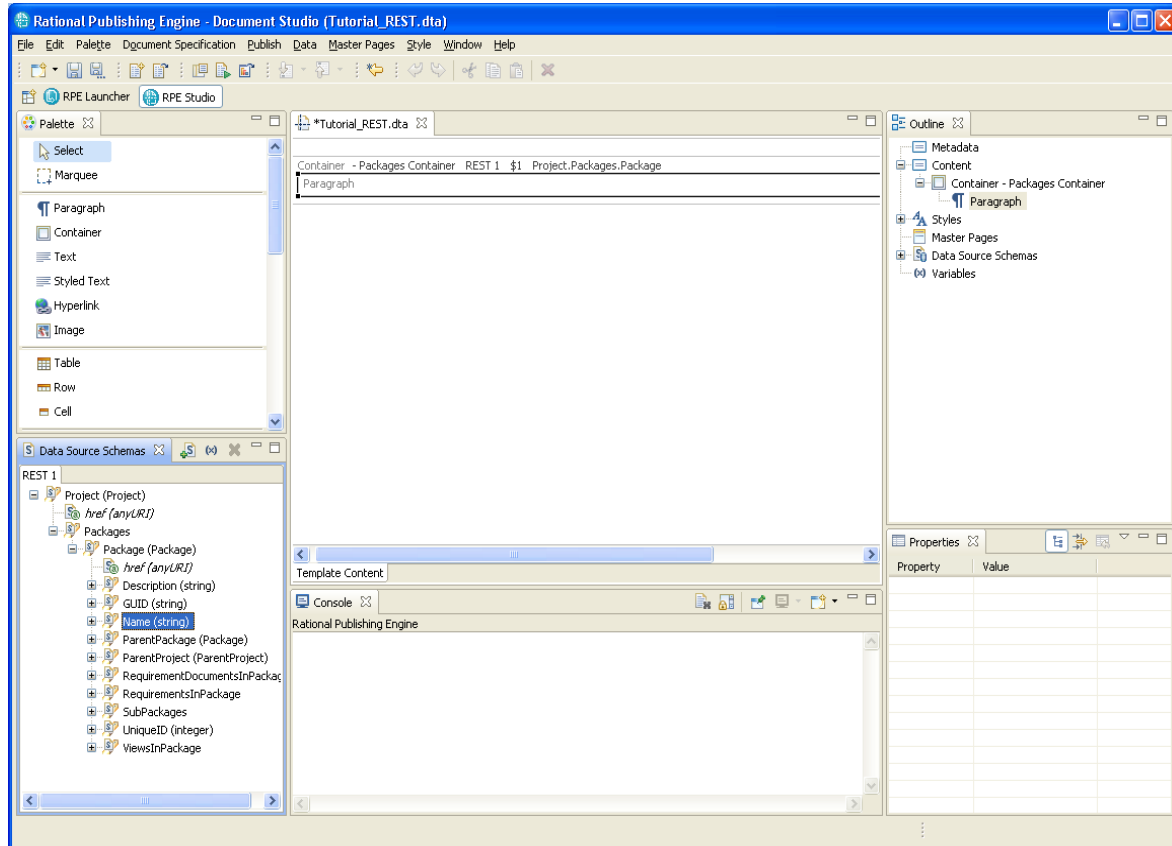 Rational Publishing Engine - Document Studio (Tutorial_REST.dta)
File Edit Palette Document Specification Publish Data Master Pages Style Window Help
RPE Launcher RPE Studio
Palette
Select
Marquee
Paragraph
Container
Text
Styled Text
Hyperlink
Image
Table
Row
Cell
Data Source Schemas
REST 1
Project (Project)
href (anyURI)
Packages
Package (Package)
href (anyURI)
Description (string)
GUID (string)
Name (string)
ParentPackage (Package)
ParentProject (ParentProject)
RequirementDocumentsInPackag
RequirementsInPackage
SubPackages
UniqueID (integer)
ViewsInPackage
*Tutorial_REST.dta
Container - Packages Container REST 1 $1 Project.Packages.Package
Paragraph
Template Content
Console
Rational Publishing Engine
Outline
Metadata
Content
Container - Packages Container
Paragraph
Styles
Master Pages
Data Source Schemas
Variables
Properties
Property Value